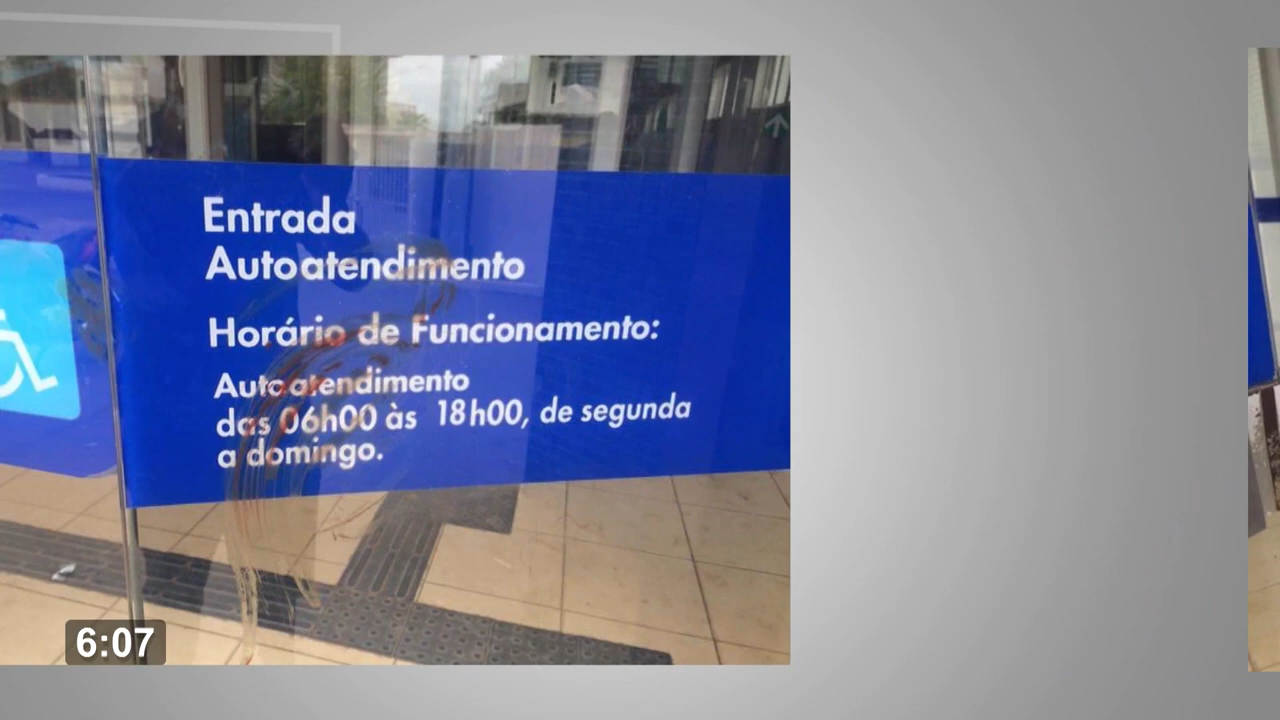 Entrada
Autoatendimento
Horário de Funcionamento:
Autoatendimento
das 06h00 às 18h00, de segunda
a domingo.
6:07